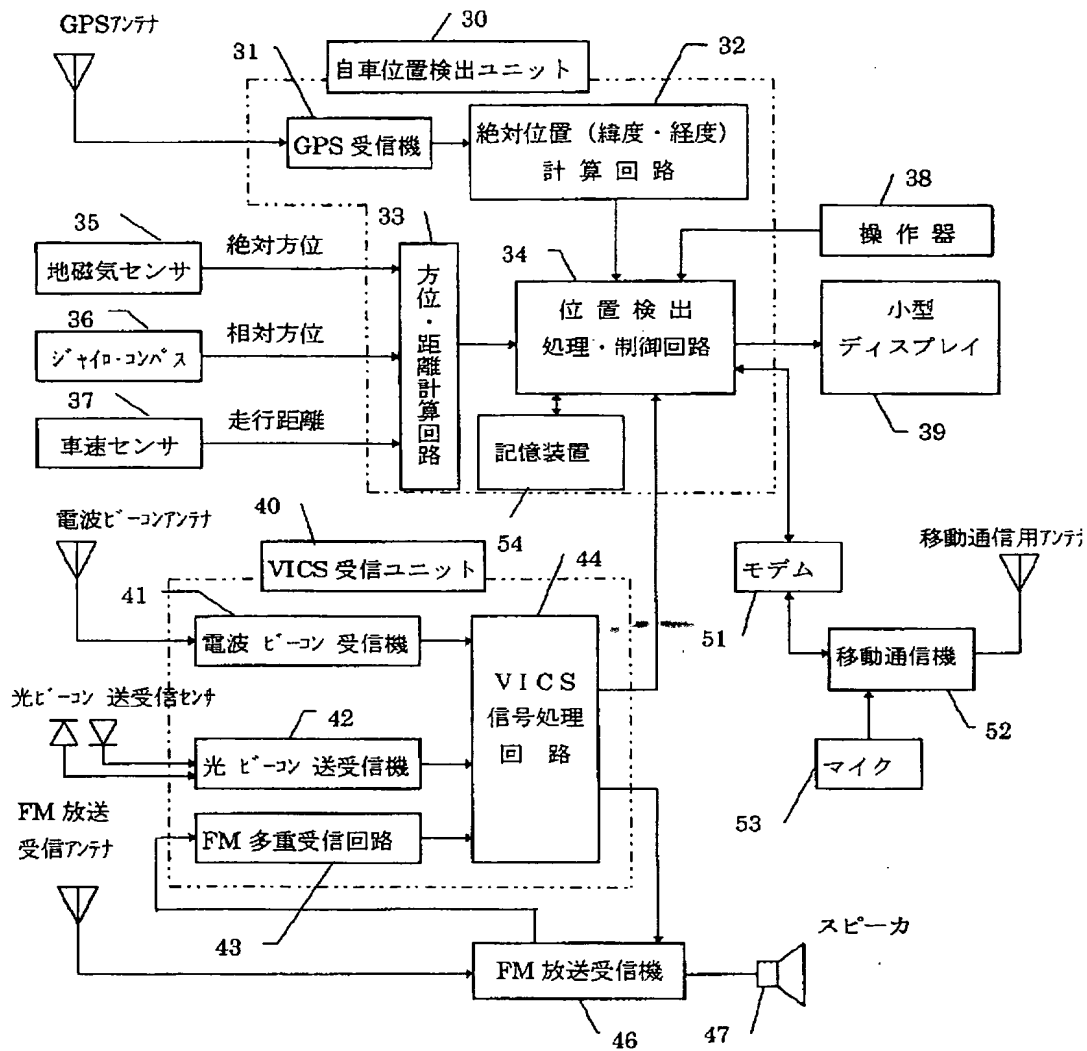 GPSアンテナ
30
自車位置検出ユニット
31
32
GPS 受信機
絶対位置（緯度・経度）
計算回路
38
操作器
35
地磁気センサ
絶対方位
33
方位・距離計算回路
34
位置検出
処理・制御回路
小型
ディスプレイ
39
36
ジャイロ・コンパス
相対方位
37
車速センサ
走行距離
記憶装置
54
電波ビーコンアンテナ
40
VICS 受信ユニット
44
41
電波 ビーコン 受信機
VICS
信号処理
回路
モデム
51
移動通信用アンテナ
移動通信機
52
マイク
53
光ビーコン 送受信センサ
42
光 ビーコン 送受信機
FM 放送
受信アンテナ
FM 多重受信回路
43
FM 放送受信機
46
スピーカ
47